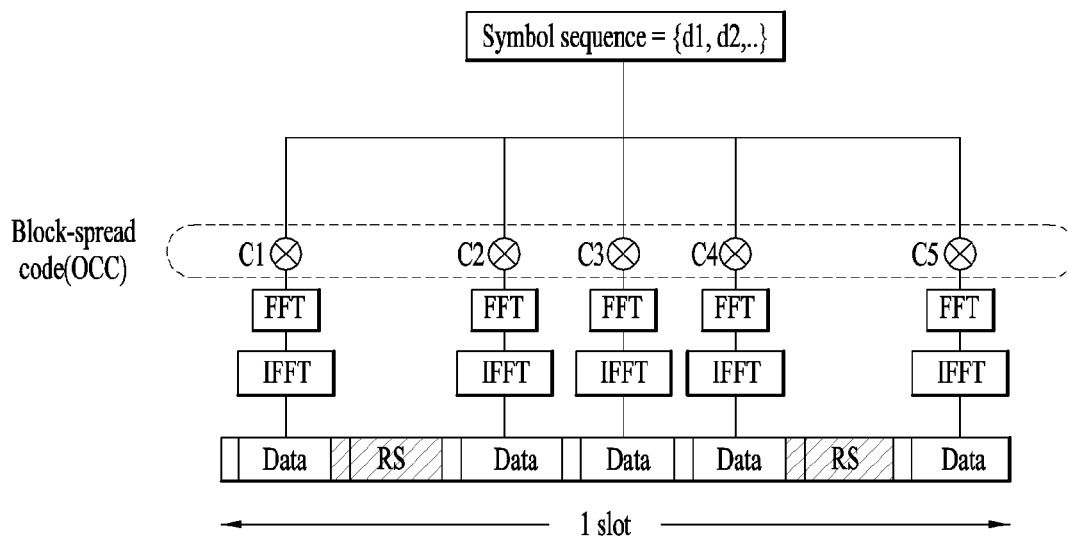 Symbol sequence = {d1, d2,..}
Block-spread
code(OCC)
C1 C2 C3 C4 C5
FFT FFT FFT FFT FFT
IFFT IFFT IFFT IFFT IFFT
Data RS Data Data Data RS Data
1 slot